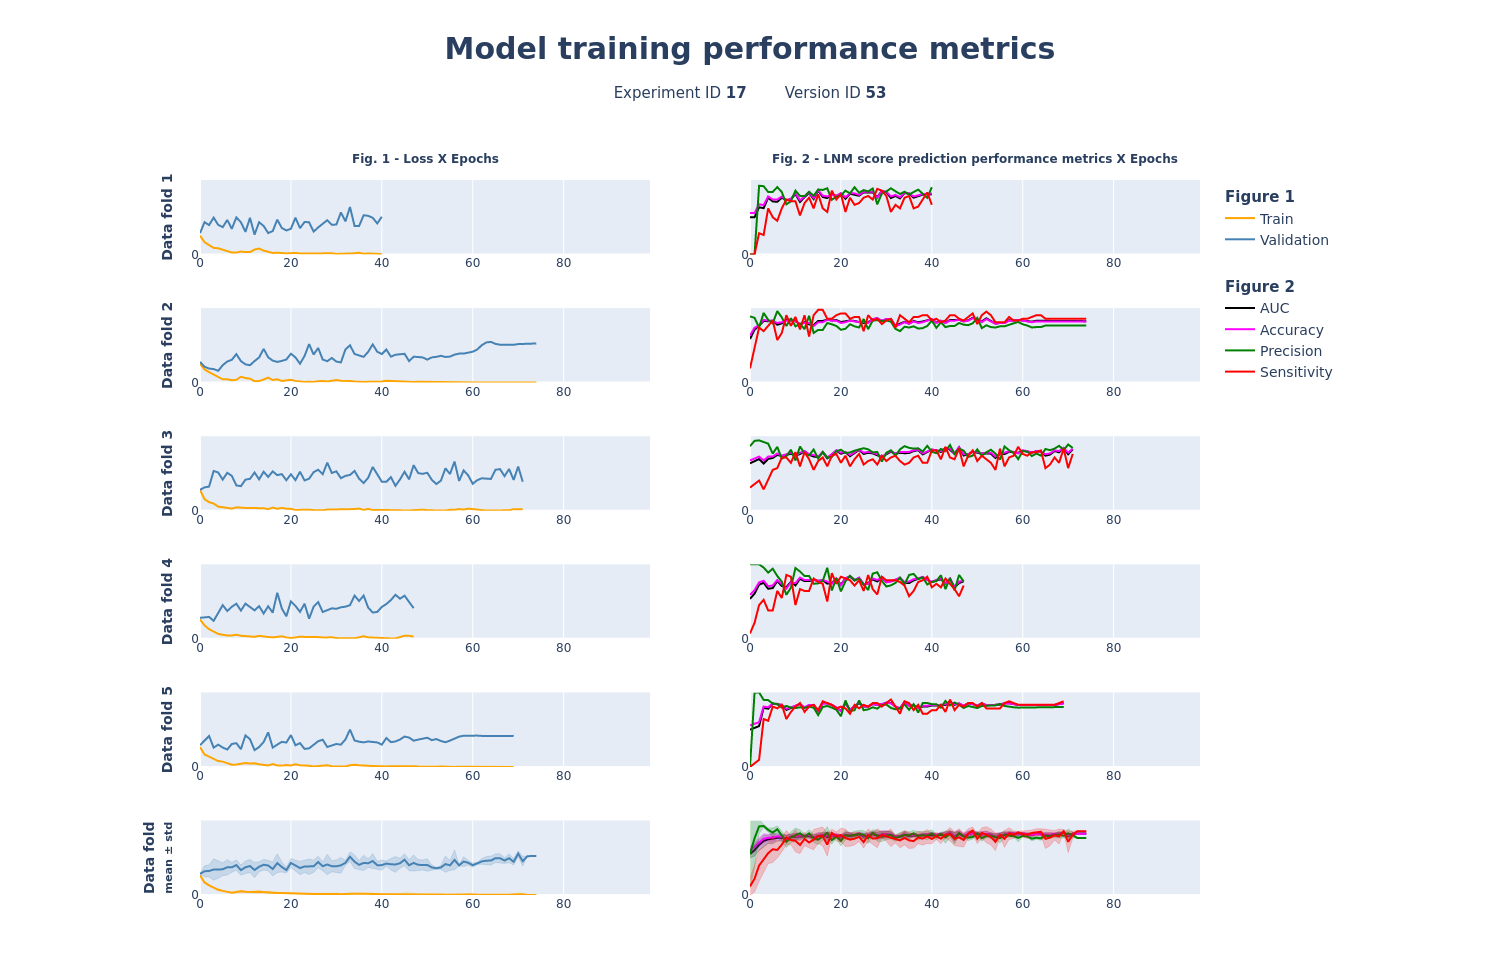 Model training performance metrics
Experiment ID 17 Version ID 53
Fig. 1 - Loss X Epochs
Fig. 2 - LNM score prediction performance metrics X Epochs
Data fold 1
0
0 20 40 60 80
0
0 20 40 60 80
Figure 1
Train
Validation
Figure 2
AUC
Accuracy
Precision
Sensitivity
Data fold 2
0
0 20 40 60 80
0
0 20 40 60 80
Data fold 3
0
0 20 40 60 80
0
0 20 40 60 80
Data fold 4
0
0 20 40 60 80
0
0 20 40 60 80
Data fold 5
0
0 20 40 60 80
0
0 20 40 60 80
Data fold
mean ± std
0
0 20 40 60 80
0
0 20 40 60 80